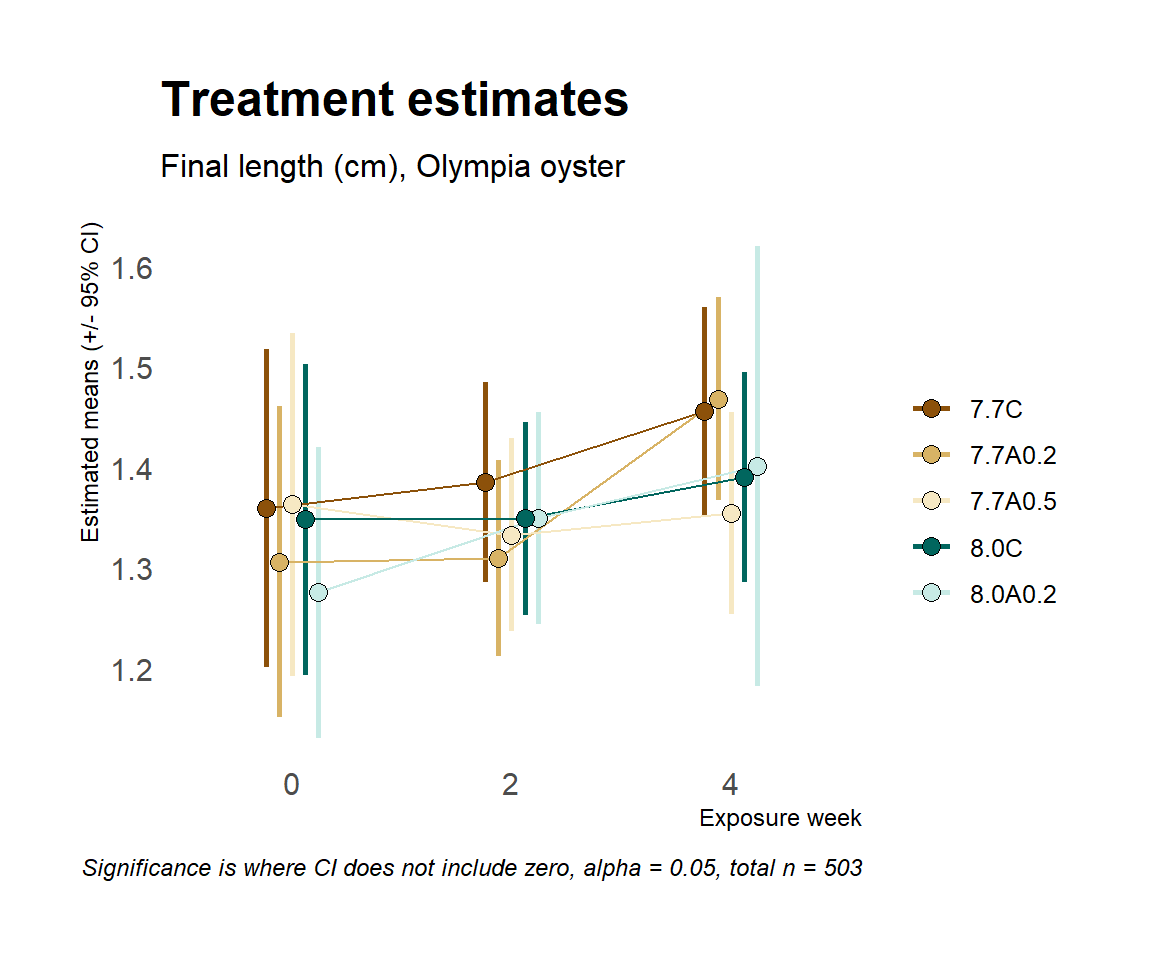 Treatment estimates
Final length (cm), Olympia oyster
Estimated means (+/- 95% CI)
1.6
1.5
1.4
1.3
1.2
0 2 4
Exposure week
7.7C
7.7A0.2
7.7A0.5
8.0C
8.0A0.2
Significance is where CI does not include zero, alpha = 0.05, total n = 503